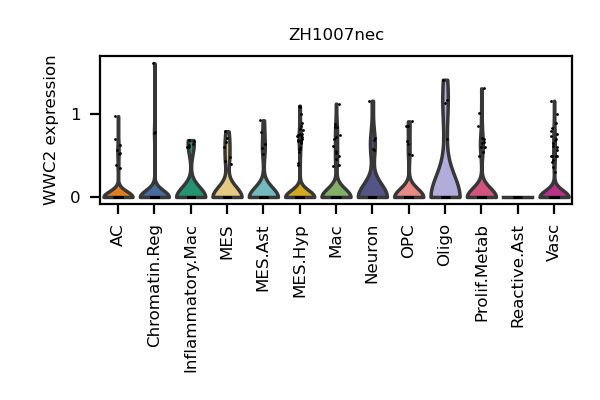 ZH1007nec
WWC2 expression
1
0
AC
Chromatin.Reg
Inflammatory.Mac
MES
MES.Ast
MES.Hyp
Mac
Neuron
OPC
Oligo
Prolif.Metab
Reactive.Ast
Vasc